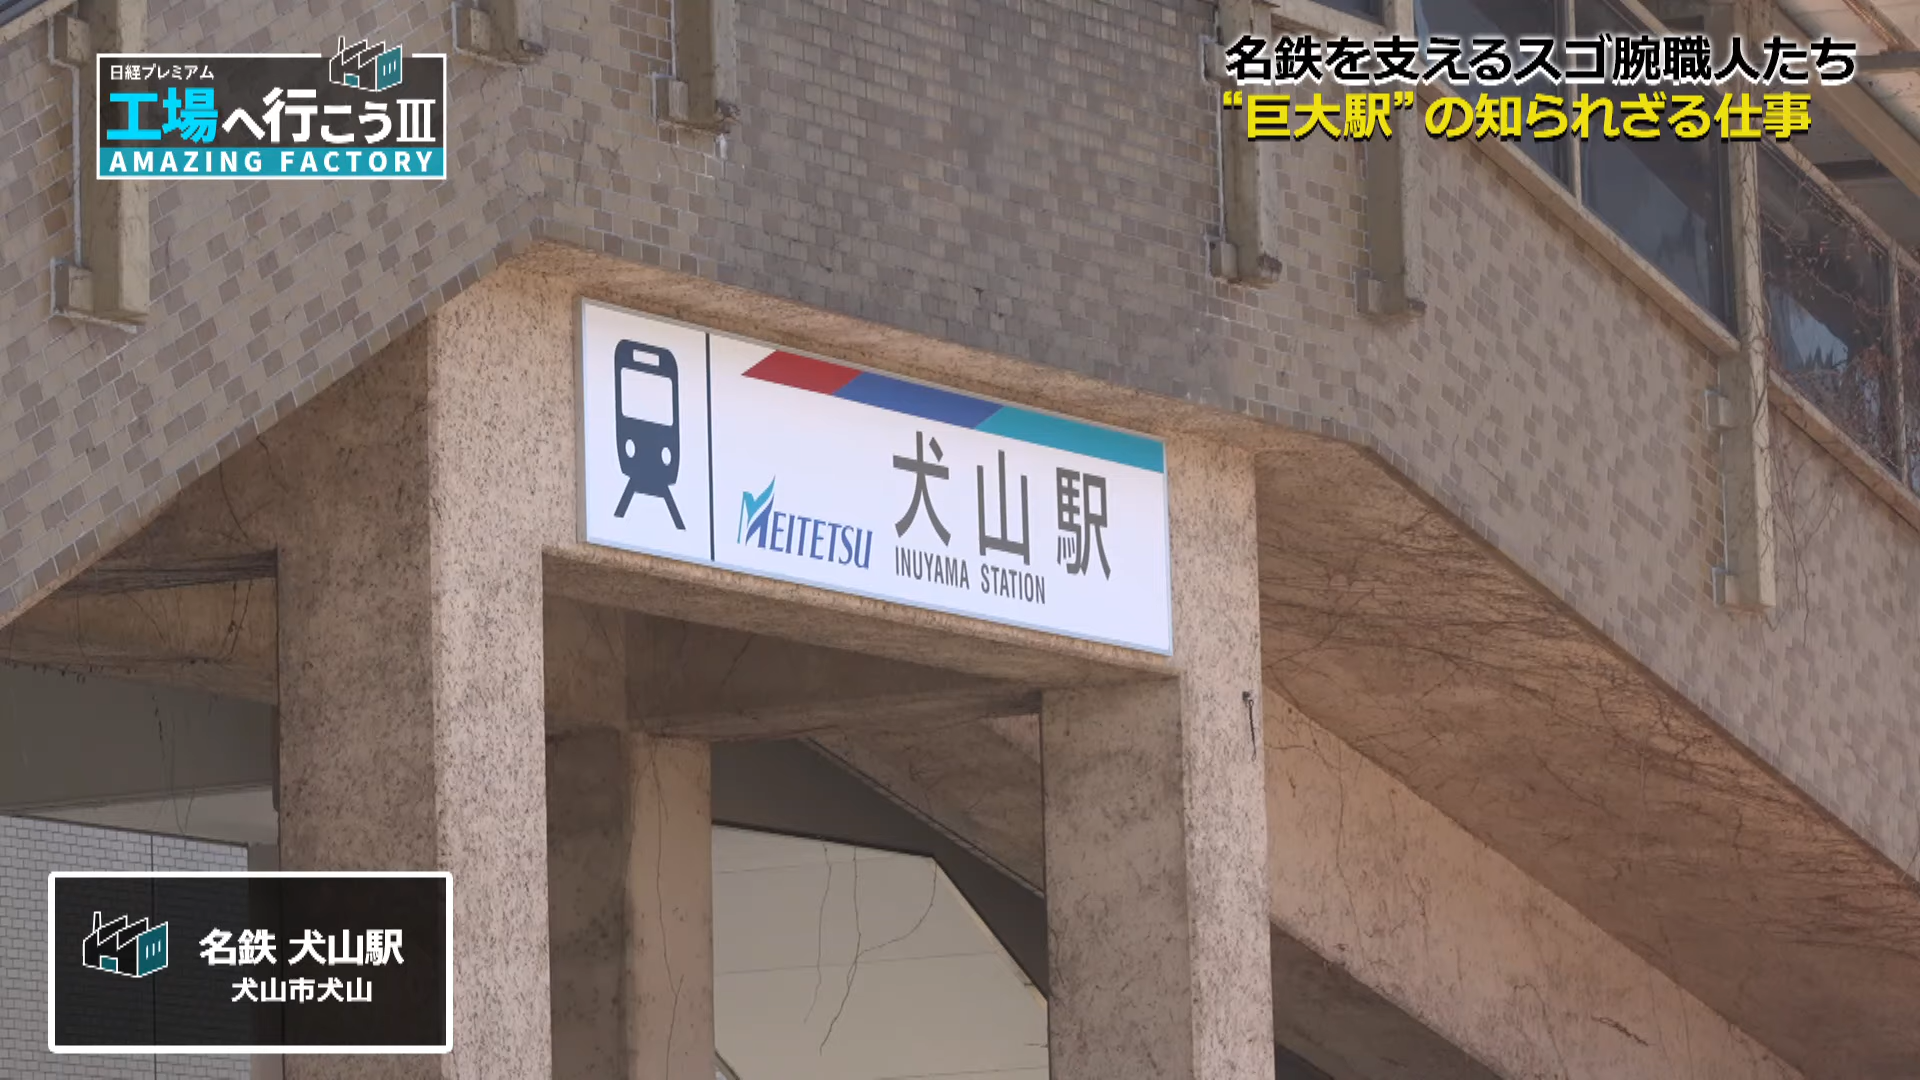 日経プレミアム
工場へ行こうⅢ
AMAZING FACTORY
名鉄を支えるスゴ腕職人たち
“巨大駅”の知られざる仕事
犬山駅
MEITETSU
INUYAMA STATION
名鉄 犬山駅
犬山市犬山